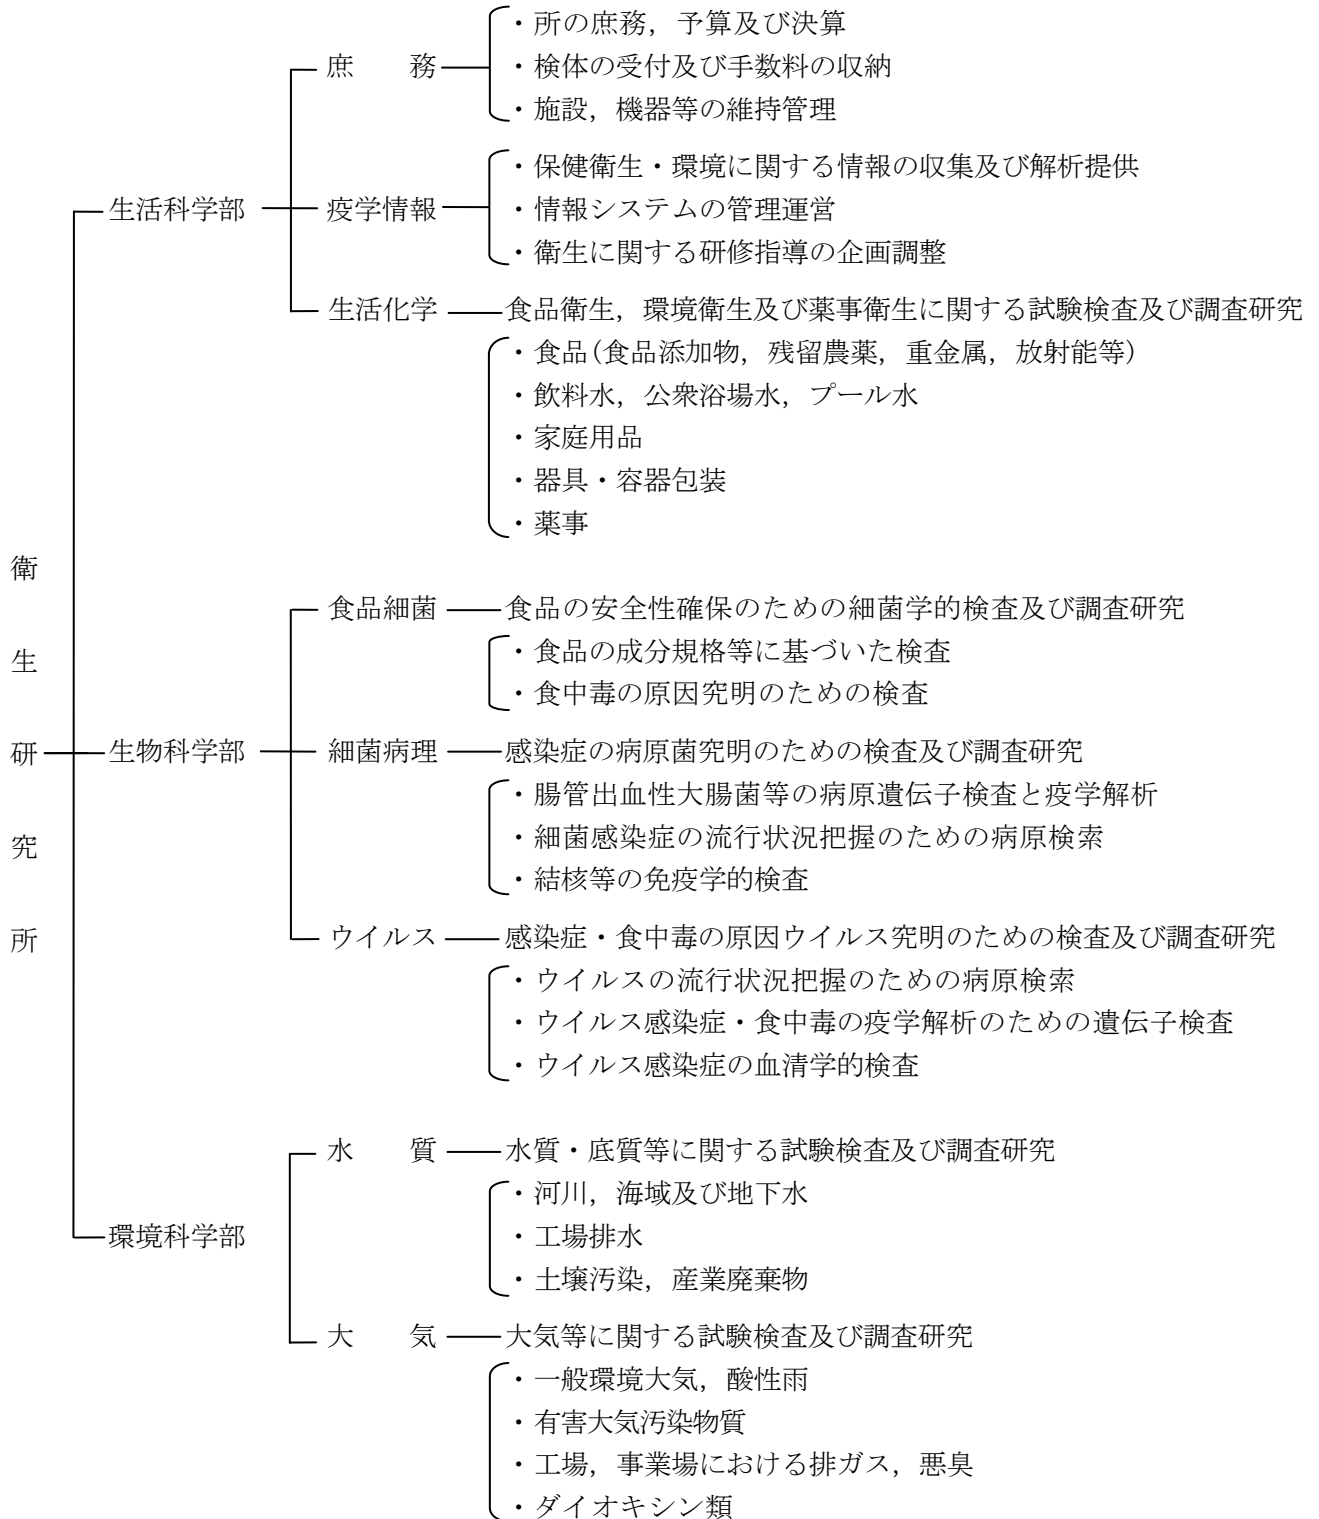 衛生研究所
生活科学部
庶　　務
・所の庶務，予算及び決算
・検体の受付及び手数料の収納
・施設，機器等の維持管理
疫学情報
・保健衛生・環境に関する情報の収集及び解析提供
・情報システムの管理運営
・衛生に関する研修指導の企画調整
生活化学
食品衛生，環境衛生及び薬事衛生に関する試験検査及び調査研究
・食品(食品添加物，残留農薬，重金属，放射能等)
・飲料水，公衆浴場水，プール水
・家庭用品
・器具・容器包装
・薬事
生物科学部
食品細菌
食品の安全性確保のための細菌学的検査及び調査研究
・食品の成分規格等に基づいた検査
・食中毒の原因究明のための検査
細菌病理
感染症の病原菌究明のための検査及び調査研究
・腸管出血性大腸菌等の病原遺伝子検査と疫学解析
・細菌感染症の流行状況把握のための病原検索
・結核等の免疫学的検査
ウイルス
感染症・食中毒の原因ウイルス究明のための検査及び調査研究
・ウイルスの流行状況把握のための病原検索
・ウイルス感染症・食中毒の疫学解析のための遺伝子検査
・ウイルス感染症の血清学的検査
環境科学部
水　　質
水質・底質等に関する試験検査及び調査研究
・河川，海域及び地下水
・工場排水
・土壌汚染，産業廃棄物
大　　気
大気等に関する試験検査及び調査研究
・一般環境大気，酸性雨
・有害大気汚染物質
・工場，事業場における排ガス，悪臭
・ダイオキシン類